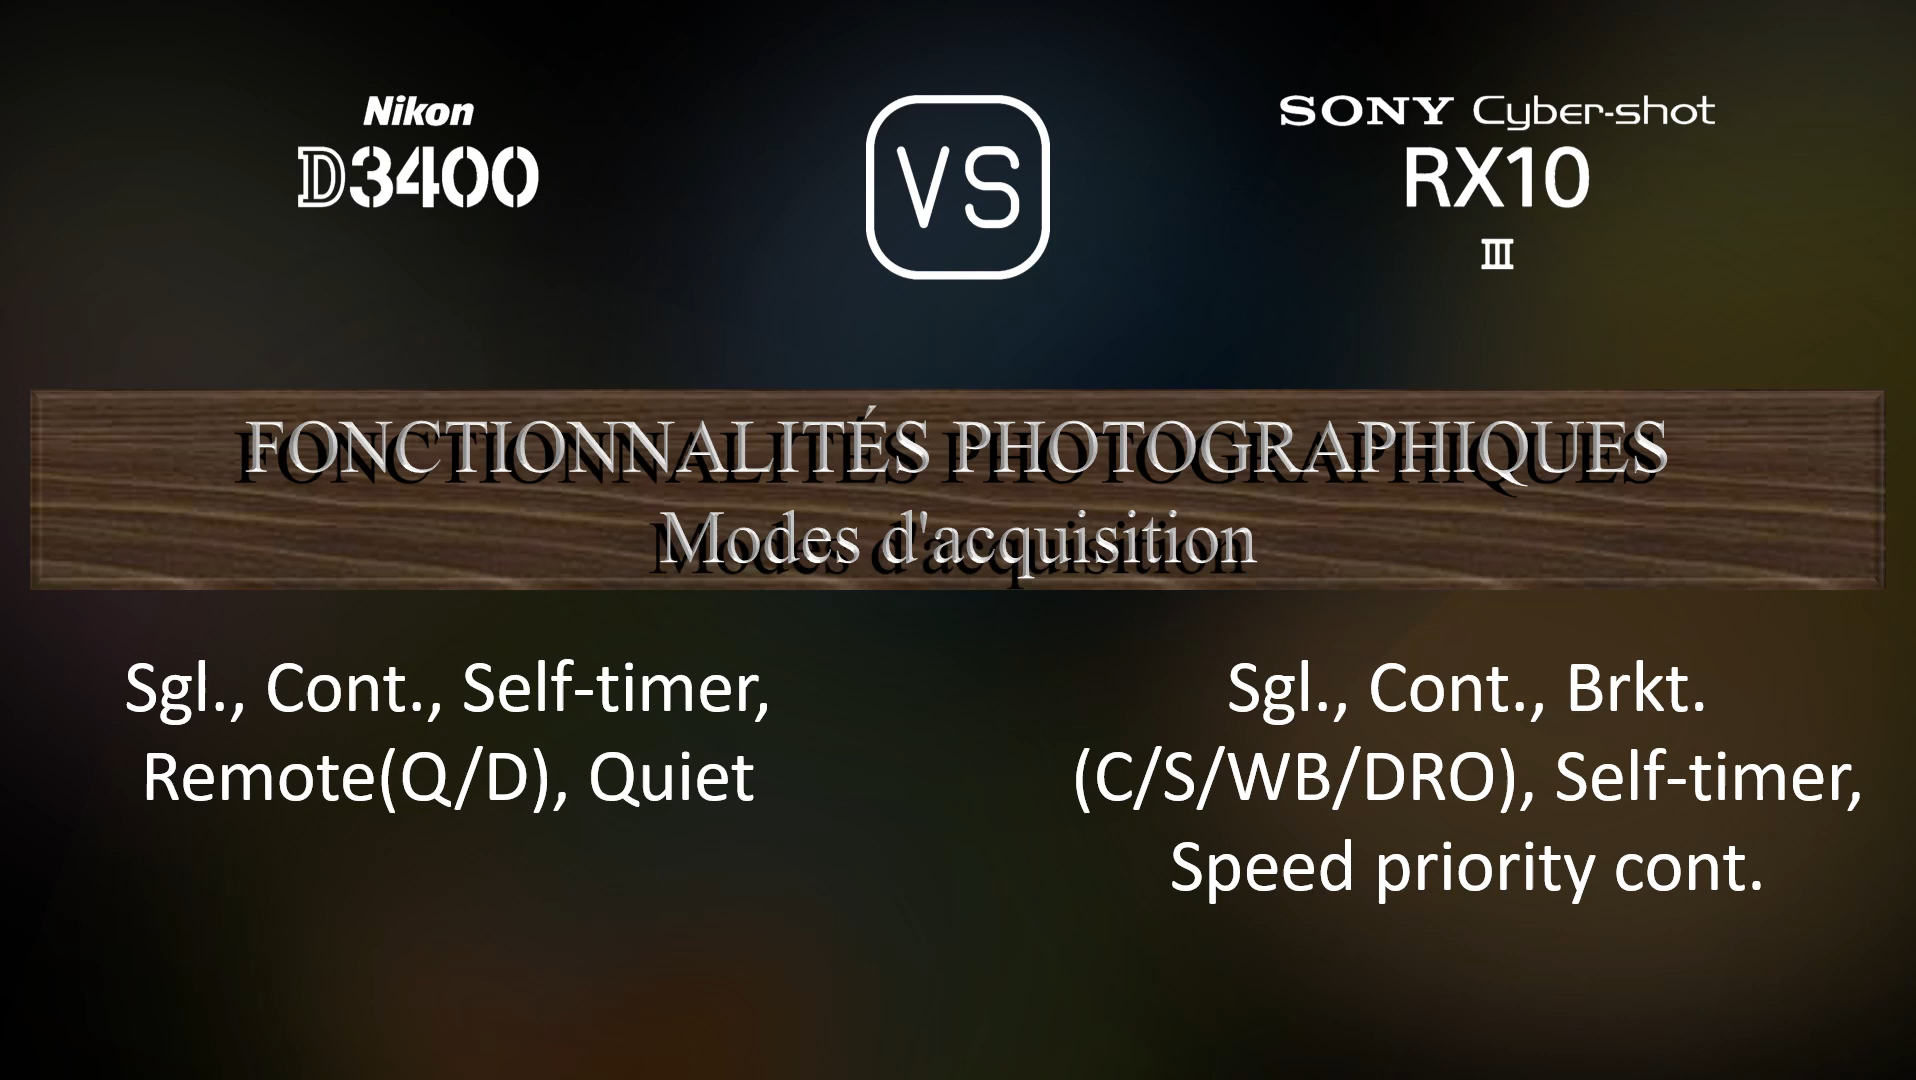 Nikon
D3400
VS
SONY Cyber-shot
RX10
III
FONCTIONNALITÉS PHOTOGRAPHIQUES
Modes d'acquisition
Sgl., Cont., Self-timer,
Remote(Q/D), Quiet
Sgl., Cont., Brkt.
(C/S/WB/DRO), Self-timer,
Speed priority cont.